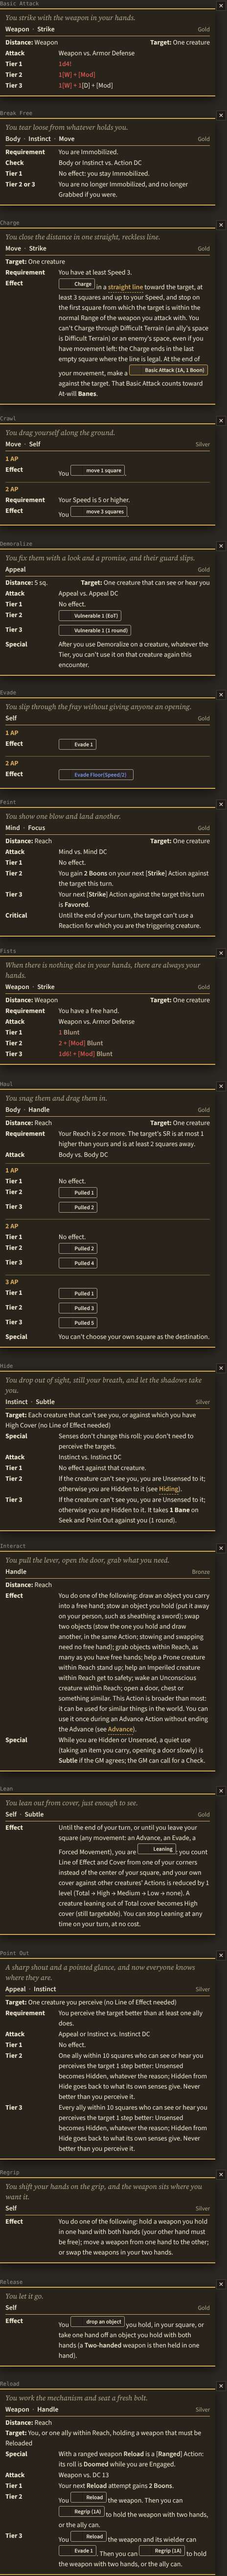 Basic Attack
You strike with the weapon in your hands.
Weapon · Strike Gold
Distance: Weapon Target: One creature
Attack Weapon vs. Armor Defense
Tier 1 1d4!
Tier 2 1[W] + [Mod]
Tier 3 1[W] + 1[D] + [Mod]
Break Free
You tear loose from whatever holds you.
Body · Instinct · Move Gold
Requirement You are Immobilized.
Check Body or Instinct vs. Action DC
Tier 1 No effect: you stay Immobilized.
Tier 2 or 3 You are no longer Immobilized, and no longer
Grabbed if you were.
Charge
You close the distance in one straight, reckless line.
Move · Strike Gold
Target: One creature
Requirement You have at least Speed 3.
Effect Charge in a straight line toward the target, at
least 3 squares and up to your Speed, and stop on
the first square from which the target is within the
normal Range of the weapon you attack with. You
can't Charge through Difficult Terrain (an ally's space
is Difficult Terrain) or an enemy's space, even if you
have movement left: the Charge ends in the last
empty square where the line is legal. At the end of
your movement, make a Basic Attack (1A, 1 Boon)
against the target. That Basic Attack counts toward
At-will Banes.
Crawl
You drag yourself along the ground.
Move · Self Silver
1 AP
Effect You move 1 square.
2 AP
Requirement Your Speed is 5 or higher.
Effect You move 3 squares.
Demoralize
You fix them with a look and a promise, and their guard slips.
Appeal Gold
Distance: 5 sq. Target: One creature that can see or hear you
Attack Appeal vs. Appeal DC
Tier 1 No effect.
Tier 2 Vulnerable 1 (EoT)
Tier 3 Vulnerable 1 (1 round)
Special After you use Demoralize on a creature, whatever the
Tier, you can't use it on that creature again this
encounter.
Evade
You slip through the fray without giving anyone an opening.
Self Gold
1 AP
Effect Evade 1
2 AP
Effect Evade Floor(Speed/2)
Feint
You show one blow and land another.
Mind · Focus Gold
Distance: Reach Target: One creature
Attack Mind vs. Mind DC
Tier 1 No effect.
Tier 2 You gain 2 Boons on your next [Strike] Action against
the target this turn.
Tier 3 Your next [Strike] Action against the target this turn
is Favored.
Critical Until the end of your turn, the target can't use a
Reaction for which you are the triggering creature.
Fists
When there is nothing else in your hands, there are always your
hands.
Weapon · Strike Gold
Distance: Weapon Target: One creature
Requirement You have a free hand.
Attack Weapon vs. Armor Defense
Tier 1 1 Blunt
Tier 2 2 + [Mod] Blunt
Tier 3 1d6! + [Mod] Blunt
Haul
You snag them and drag them in.
Body · Handle Gold
Distance: Reach Target: One creature
Requirement Your Reach is 2 or more. The target's SR is at most 1
higher than yours and is at least 2 squares away.
Attack Body vs. Body DC
1 AP
Tier 1 No effect.
Tier 2 Pulled 1
Tier 3 Pulled 2
2 AP
Tier 1 No effect.
Tier 2 Pulled 2
Tier 3 Pulled 4
3 AP
Tier 1 Pulled 1
Tier 2 Pulled 3
Tier 3 Pulled 5
Special You can't choose your own square as the destination.
Hide
You drop out of sight, still your breath, and let the shadows take
you.
Instinct · Subtle Silver
Target: Each creature that can't see you, or against which you have
High Cover (no Line of Effect needed)
Special Senses don't change this roll: you don't need to
perceive the targets.
Attack Instinct vs. Instinct DC
Tier 1 No effect against that creature.
Tier 2 If the creature can't see you, you are Unsensed to it;
otherwise you are Hidden to it (see Hiding).
Tier 3 If the creature can't see you, you are Unsensed to it;
otherwise you are Hidden to it. It takes 1 Bane on
Seek and Point Out against you (1 round).
Interact
You pull the lever, open the door, grab what you need.
Handle Bronze
Distance: Reach
Effect You do one of the following: draw an object you carry
into a free hand; stow an object you hold (put it away
on your person, such as sheathing a sword); swap
two objects (stow the one you hold and draw
another, in the same Action; stowing and swapping
need no free hand); grab objects within Reach, as
many as you have free hands; help a Prone creature
within Reach stand up; help an Imperiled creature
within Reach get to safety; wake an Unconscious
creature within Reach; open a door, chest or
something similar. This Action is broader than most:
it can be used for similar things in the world. You can
use it once during an Advance Action without ending
the Advance (see Advance).
Special While you are Hidden or Unsensed, a quiet use
(taking an item you carry, opening a door slowly) is
Subtle if the GM agrees; the GM can call for a Check.
Lean
You lean out from cover, just enough to see.
Self · Subtle Gold
Effect Until the end of your turn, or until you leave your
square (any movement: an Advance, an Evade, a
Forced Movement), you are Leaning: you count
Line of Effect and Cover from one of your corners
instead of the center of your square, and your own
cover against other creatures' Actions is reduced by 1
level (Total → High → Medium → Low → none). A
creature leaning out of Total cover becomes High
cover (still targetable). You can stop Leaning at any
time on your turn, at no cost.
Point Out
A sharp shout and a pointed glance, and now everyone knows
where they are.
Appeal · Instinct Silver
Target: One creature you perceive (no Line of Effect needed)
Requirement You perceive the target better than at least one ally
does.
Attack Appeal or Instinct vs. Instinct DC
Tier 1 No effect.
Tier 2 One ally within 10 squares who can see or hear you
perceives the target 1 step better: Unsensed
becomes Hidden, whatever the reason; Hidden from
Hide goes back to what its own senses give. Never
better than you perceive it.
Tier 3 Every ally within 10 squares who can see or hear you
perceives the target 1 step better: Unsensed
becomes Hidden, whatever the reason; Hidden from
Hide goes back to what its own senses give. Never
better than you perceive it.
Regrip
You shift your hands on the grip, and the weapon sits where you
want it.
Self Silver
Effect You do one of the following: hold a weapon you hold
in one hand with both hands (your other hand must
be free); move a weapon from one hand to the other;
or swap the weapons in your two hands.
Release
You let it go.
Self Gold
Effect You drop an object you hold, in your square, or
take one hand off an object you hold with both
hands (a Two-handed weapon is then held in one
hand).
Reload
You work the mechanism and seat a fresh bolt.
Weapon · Handle Silver
Distance: Reach
Target: You, or one ally within Reach, holding a weapon that must be
Reloaded
Special With a ranged weapon Reload is a [Ranged] Action:
its roll is Doomed while you are Engaged.
Attack Weapon vs. DC 13
Tier 1 Your next Reload attempt gains 2 Boons.
Tier 2 You Reload the weapon. Then you can
Regrip (1A) to hold the weapon with two hands,
or the ally can.
Tier 3 You Reload the weapon and its wielder can
Evade 1. Then you can Regrip (1A) to hold
the weapon with two hands, or the ally can.